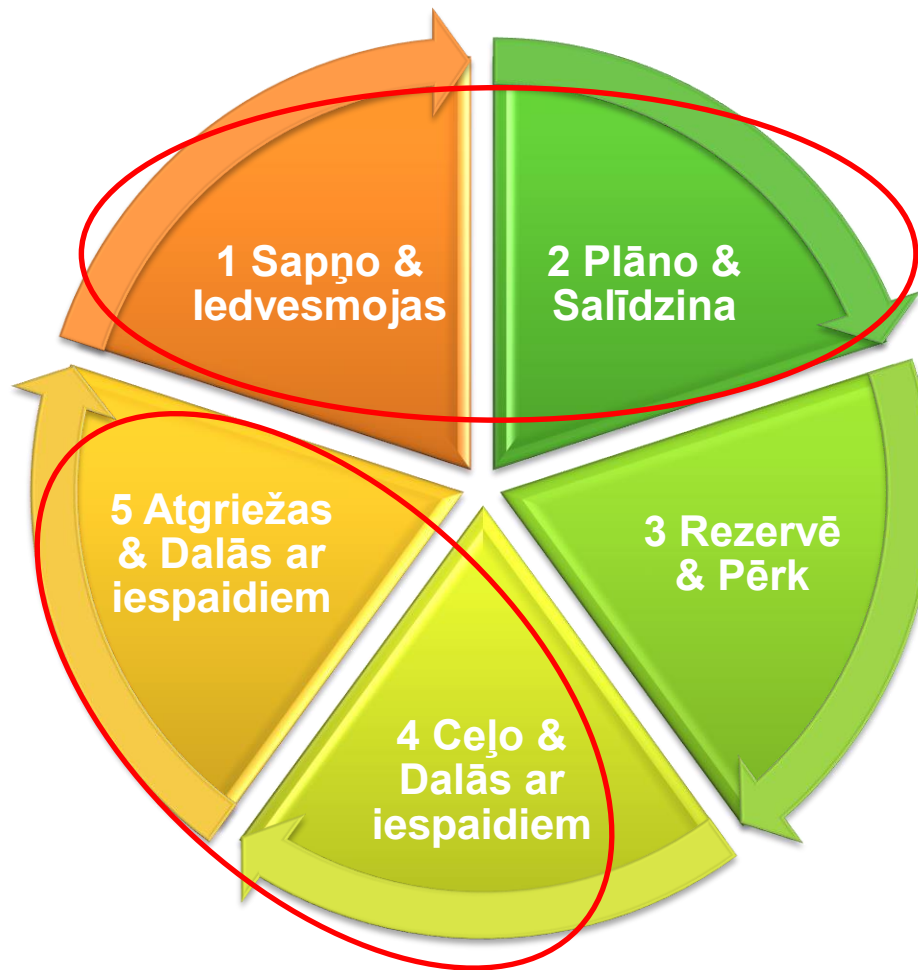 1 Sapņo &
Iedvesmojas
2 Plāno &
Salīdzina
3 Rezervē
& Pērk
4 Ceļo &
Dalās ar
iespaidiem
5 Atgriežas
& Dalās ar
iespaidiem